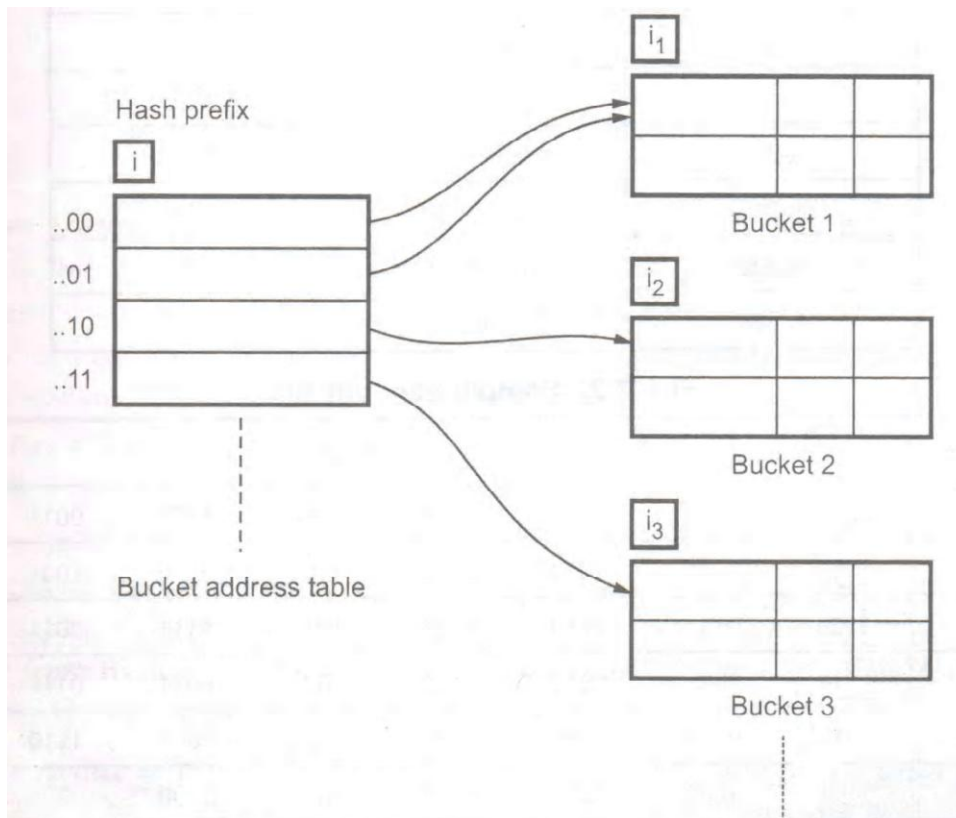 i₁
Hash prefix
i
..00
Bucket 1
..01
i₂
..10
..11
Bucket 2
i₃
Bucket address table
Bucket 3